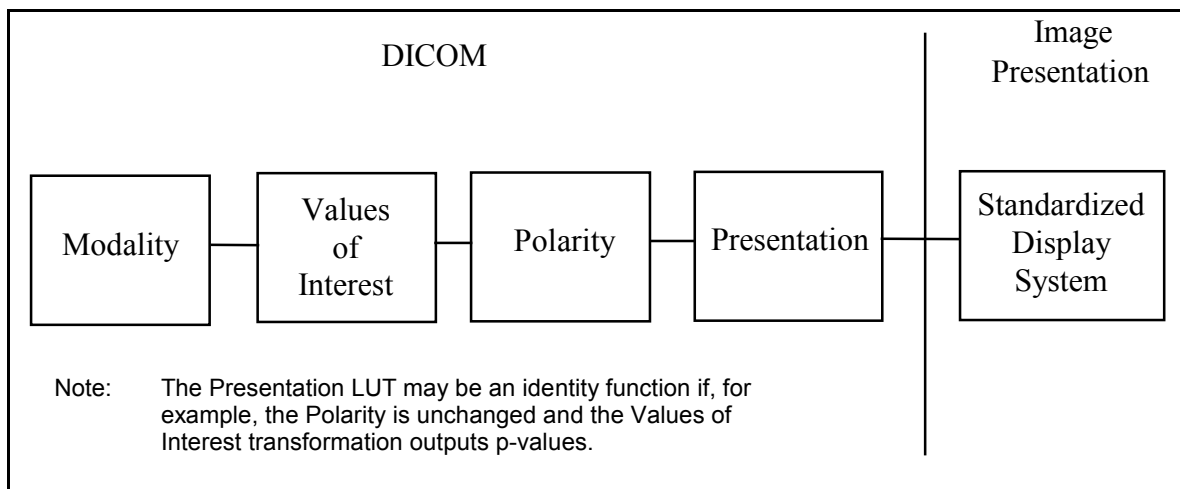 DICOM
Image
Presentation
Modality
Values
of
Interest
Polarity
Presentation
Standardized
Display
System
Note: The Presentation LUT may be an identity function if, for
example, the Polarity is unchanged and the Values of
Interest transformation outputs p-values.